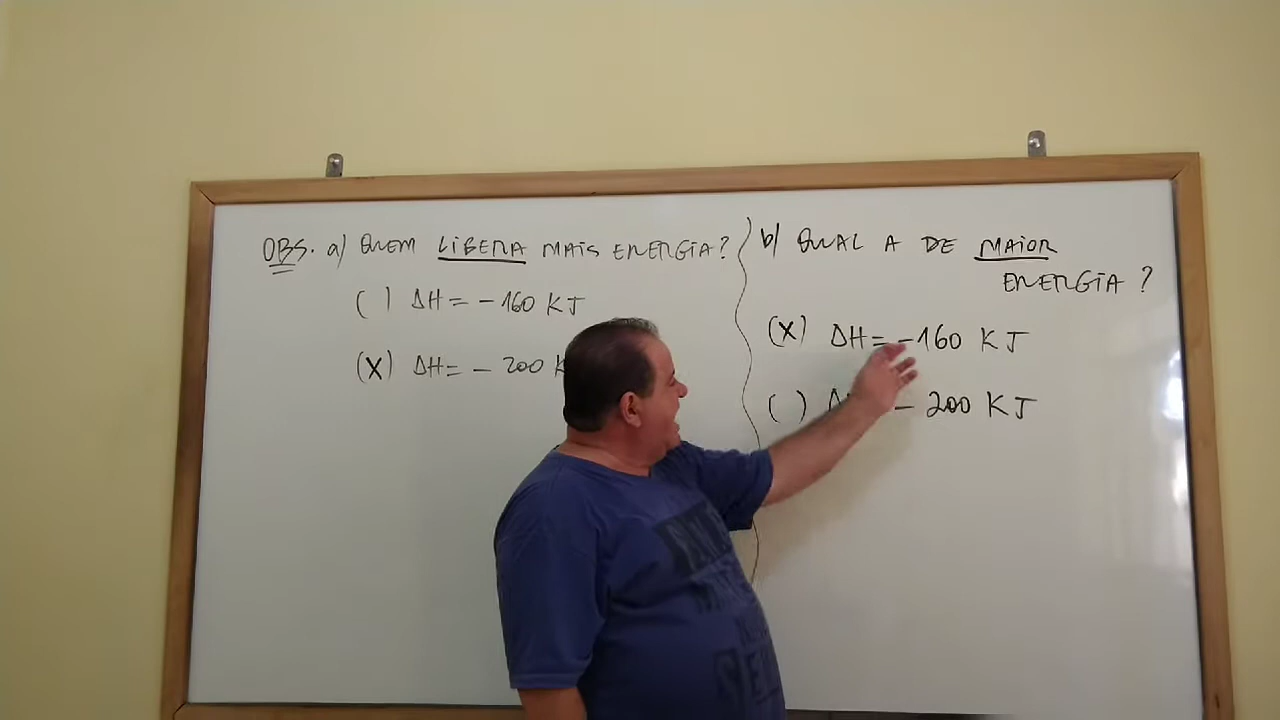 OBS. a) QUEM LIBERA MAIS ENERGIA?
( ) ΔH = - 160 KJ
(X) ΔH = - 200
b) QUAL A DE MAIOR
ENERGIA?
(X) ΔH = -160 KJ
( ) - 200 KJ